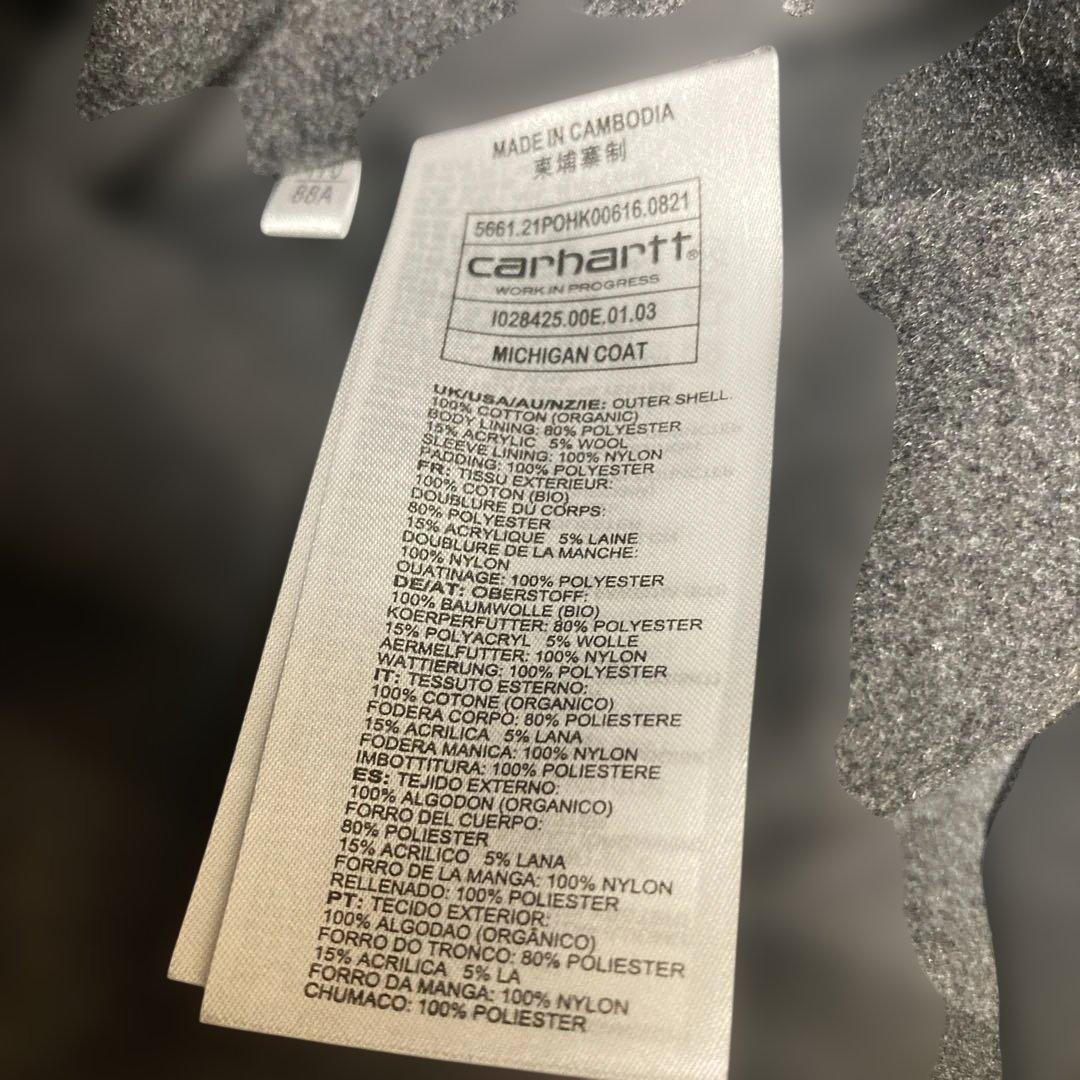 MADE IN CAMBODIA
柬埔寨制
5661.21POHK00616.0821
carhartt®
WORK IN PROGRESS
I028425.00E.01.03
MICHIGAN COAT
UK/USA/AU/NZ/IE: OUTER SHELL:
100% COTTON (ORGANIC)
BODY LINING: 80% POLYESTER
15% ACRYLIC 5% WOOL
SLEEVE LINING: 100% NYLON
PADDING: 100% POLYESTER
FR: TISSU EXTERIEUR:
100% COTON (BIO)
DOUBLURE DU CORPS:
80% POLYESTER
15% ACRYLIQUE 5% LAINE
DOUBLURE DE LA MANCHE:
100% NYLON
OUATINAGE: 100% POLYESTER
DE/AT: OBERSTOFF:
100% BAUMWOLLE (BIO)
KOERPERFUTTER: 80% POLYESTER
15% POLYACRYL 5% WOLLE
AERMELFUTTER: 100% NYLON
WATTIERUNG: 100% POLYESTER
IT: TESSUTO ESTERNO:
100% COTONE (ORGANICO)
FODERA CORPO: 80% POLIESTERE
15% ACRILICA 5% LANA
FODERA MANICA: 100% NYLON
IMBOTTITURA: 100% POLIESTERE
ES: TEJIDO EXTERNO:
100% ALGODON (ORGANICO)
FORRO DEL CUERPO:
80% POLIESTER
15% ACRILICO 5% LANA
FORRO DE LA MANGA: 100% NYLON
RELLENADO: 100% POLIESTER
PT: TECIDO EXTERIOR:
100% ALGODAO (ORGÂNICO)
FORRO DO TRONCO: 80% POLIESTER
15% ACRILICA 5% LA
FORRO DA MANGA: 100% NYLON
CHUMACO: 100% POLIESTER
88A